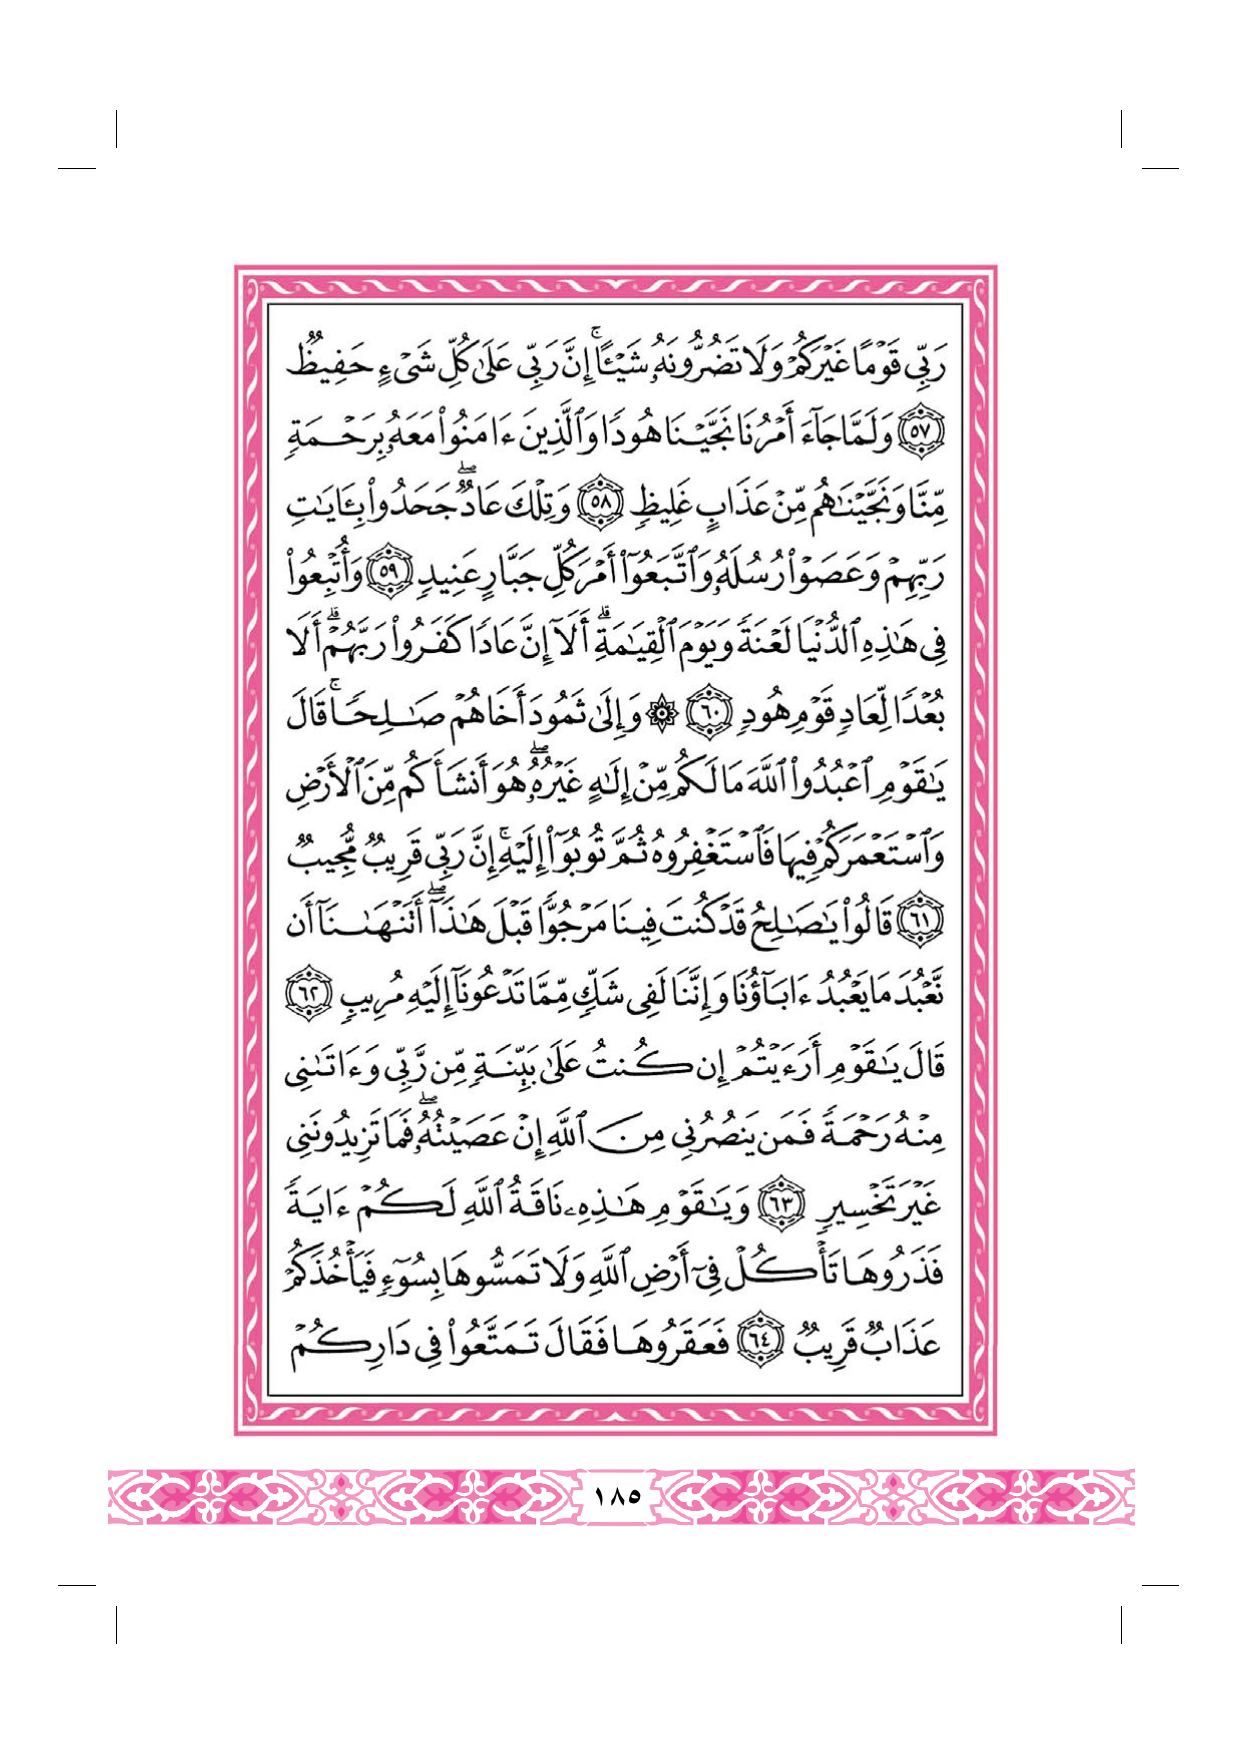 رَبِّي قَوْمًا غَيْرَكُمْ وَلَا تَضُرُّونَهُۥ شَيْـًٔا ۚ إِنَّ رَبِّي عَلَىٰ كُلِّ شَىْءٍ حَفِيظٌ
﴿٥٧﴾ وَلَمَّا جَآءَ أَمْرُنَا نَجَّيْنَا هُودًا وَٱلَّذِينَ ءَامَنُوا۟ مَعَهُۥ بِرَحْمَةٍ
مِّنَّا وَنَجَّيْنَـٰهُم مِّنْ عَذَابٍ غَلِيظٍ ﴿٥٨﴾ وَتِلْكَ عَادٌ ۖ جَحَدُوا۟ بِـَٔايَـٰتِ
رَبِّهِمْ وَعَصَوْا۟ رُسُلَهُۥ وَٱتَّبَعُوٓا۟ أَمْرَ كُلِّ جَبَّارٍ عَنِيدٍ ﴿٥٩﴾ وَأُتْبِعُوا۟
فِى هَـٰذِهِ ٱلدُّنْيَا لَعْنَةً وَيَوْمَ ٱلْقِيَـٰمَةِ ۗ أَلَآ إِنَّ عَادًا كَفَرُوا۟ رَبَّهُمْ ۗ أَلَا
بُعْدًا لِّعَادٍ قَوْمِ هُودٍ ﴿٦٠﴾ ۞ وَإِلَىٰ ثَمُودَ أَخَاهُمْ صَـٰلِحًا ۚ قَالَ
يَـٰقَوْمِ ٱعْبُدُوا۟ ٱللَّهَ مَا لَكُم مِّنْ إِلَـٰهٍ غَيْرُهُۥ ۖ هُوَ أَنشَأَكُم مِّنَ ٱلْأَرْضِ
وَٱسْتَعْمَرَكُمْ فِيهَا فَٱسْتَغْفِرُوهُ ثُمَّ تُوبُوٓا۟ إِلَيْهِ ۚ إِنَّ رَبِّي قَرِيبٌ مُّجِيبٌ
﴿٦١﴾ قَالُوا۟ يَـٰصَـٰلِحُ قَدْ كُنتَ فِينَا مَرْجُوًّا قَبْلَ هَـٰذَآ ۖ أَتَنْهَـٰنَآ أَن
نَّعْبُدَ مَا يَعْبُدُ ءَابَآؤُنَا وَإِنَّنَا لَفِى شَكٍّ مِّمَّا تَدْعُونَآ إِلَيْهِ مُرِيبٍ ﴿٦٢﴾
قَالَ يَـٰقَوْمِ أَرَءَيْتُمْ إِن كُنتُ عَلَىٰ بَيِّنَةٍ مِّن رَّبِّي وَءَاتَىٰنِى
مِنْهُ رَحْمَةً فَمَن يَنصُرُنِى مِنَ ٱللَّهِ إِنْ عَصَيْتُهُۥ ۖ فَمَا تَزِيدُونَنِى
غَيْرَ تَخْسِيرٍ ﴿٦٣﴾ وَيَـٰقَوْمِ هَـٰذِهِۦ نَاقَةُ ٱللَّهِ لَكُمْ ءَايَةً
فَذَرُوهَا تَأْكُلْ فِىٓ أَرْضِ ٱللَّهِ وَلَا تَمَسُّوهَا بِسُوٓءٍ فَيَأْخُذَكُمْ
عَذَابٌ قَرِيبٌ ﴿٦٤﴾ فَعَقَرُوهَا فَقَالَ تَمَتَّعُوا۟ فِى دَارِكُمْ
١٨٥